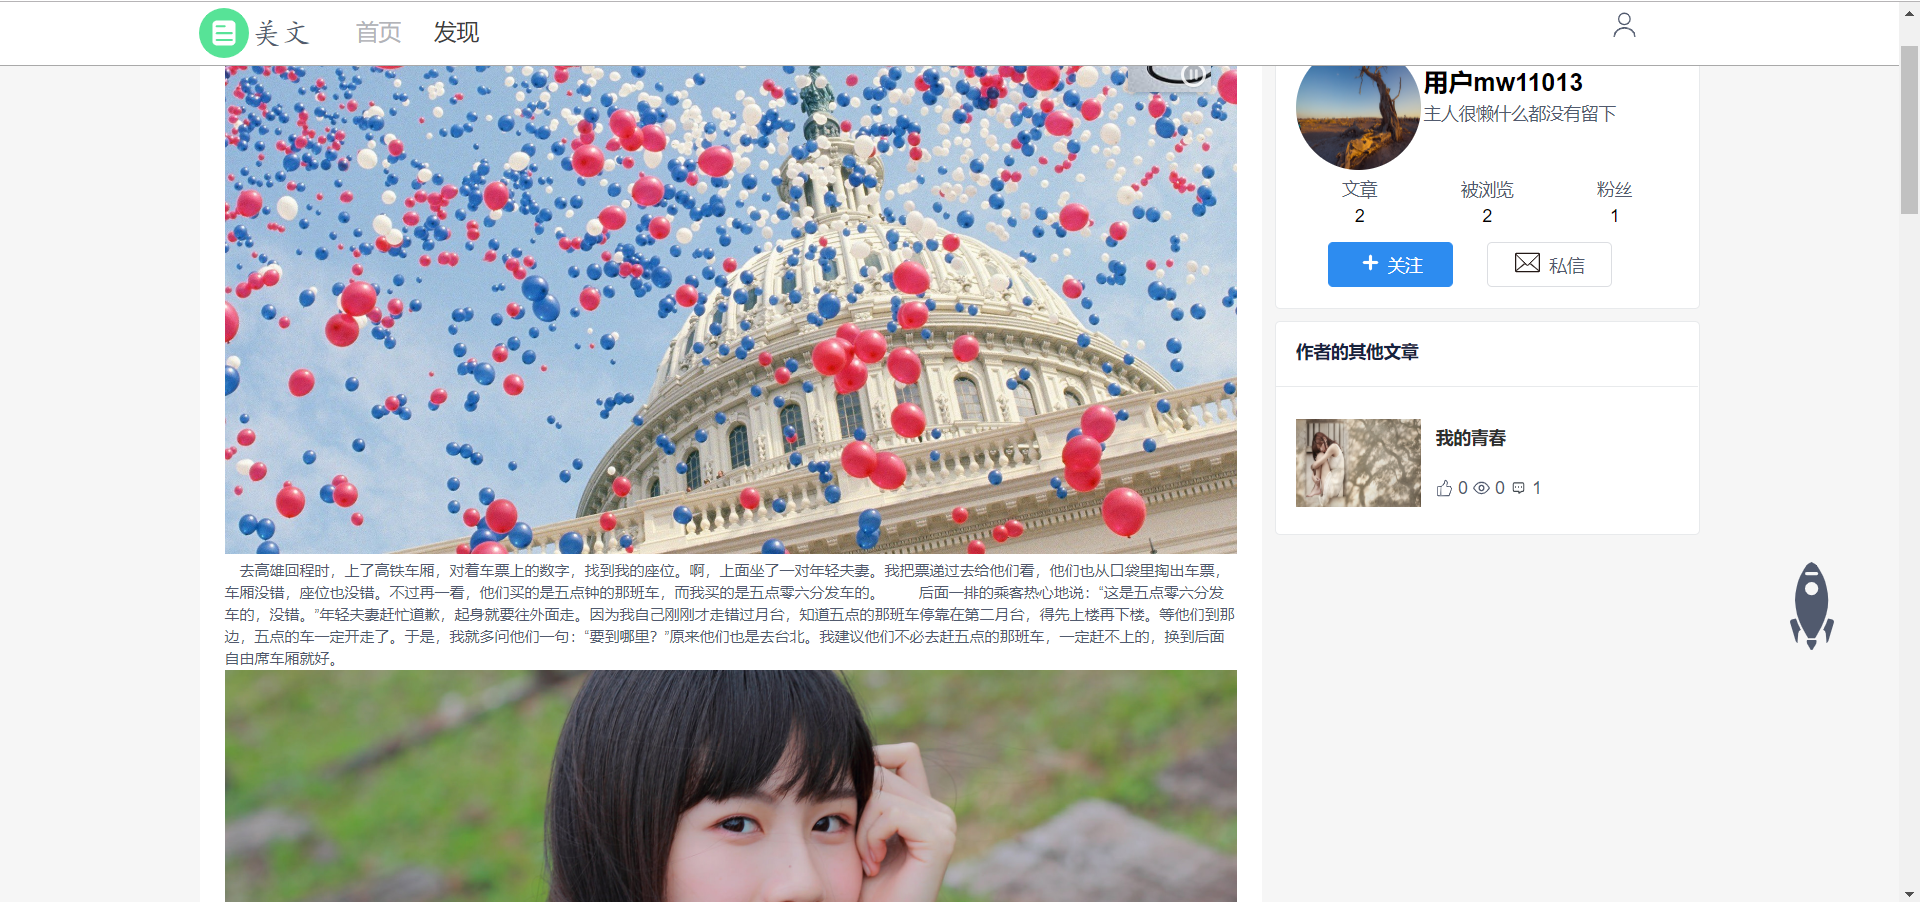 美文
首页
发现
用户mw11013
主人很懒什么都没有留下
文章
被浏览
粉丝
2
2
1
关注
私信
作者的其他文章
我的青春
0 0 1
去高雄回程时，上了高铁车厢，对着车票上的数字，找到我的座位。啊，上面坐了一对年轻夫妻。我把票递过去给他们看，他们也从口袋里掏出车票，
车厢没错，座位也没错。不过再一看，他们买的是五点钟的那班车，而我买的是五点零六分发车的。 后面一排的乘客热心地说：“这是五点零六分发
车的，没错。”年轻夫妻赶忙道歉，起身就要往外面走。因为我自己刚刚才走错过月台，知道五点的那班车停靠在第二月台，得先上楼再下楼。等他们到那
边，五点的车一定开走了。于是，我就多问他们一句：“要到哪里？”原来他们也是去台北。我建议他们不必去赶五点的那班车，一定赶不上的，换到后面
自由席车厢就好。